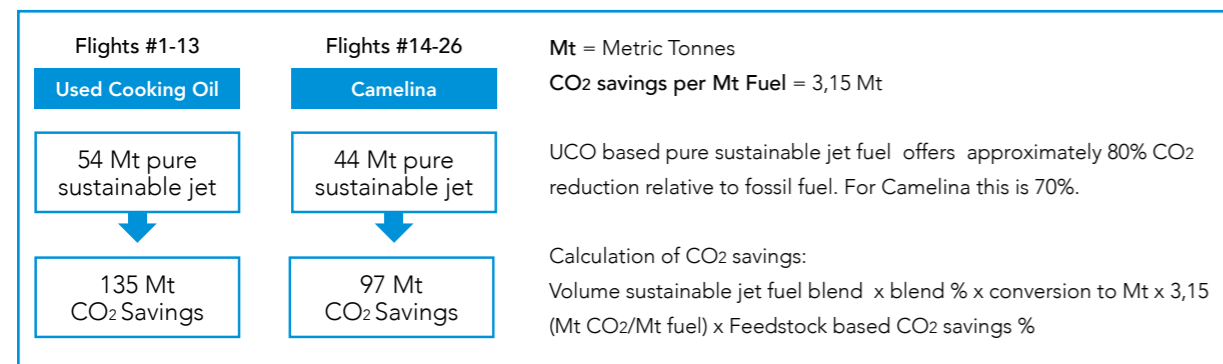 Flights #1-13
Used Cooking Oil
54 Mt pure
sustainable jet
135 Mt
CO2 Savings
Flights #14-26
Camelina
44 Mt pure
sustainable jet
97 Mt
CO2 Savings
Mt = Metric Tonnes
CO2 savings per Mt Fuel = 3,15 Mt
UCO based pure sustainable jet fuel offers approximately 80% CO2
reduction relative to fossil fuel. For Camelina this is 70%.
Calculation of CO2 savings:
Volume sustainable jet fuel blend x blend % x conversion to Mt x 3,15
(Mt CO2/Mt fuel) x Feedstock based CO2 savings %